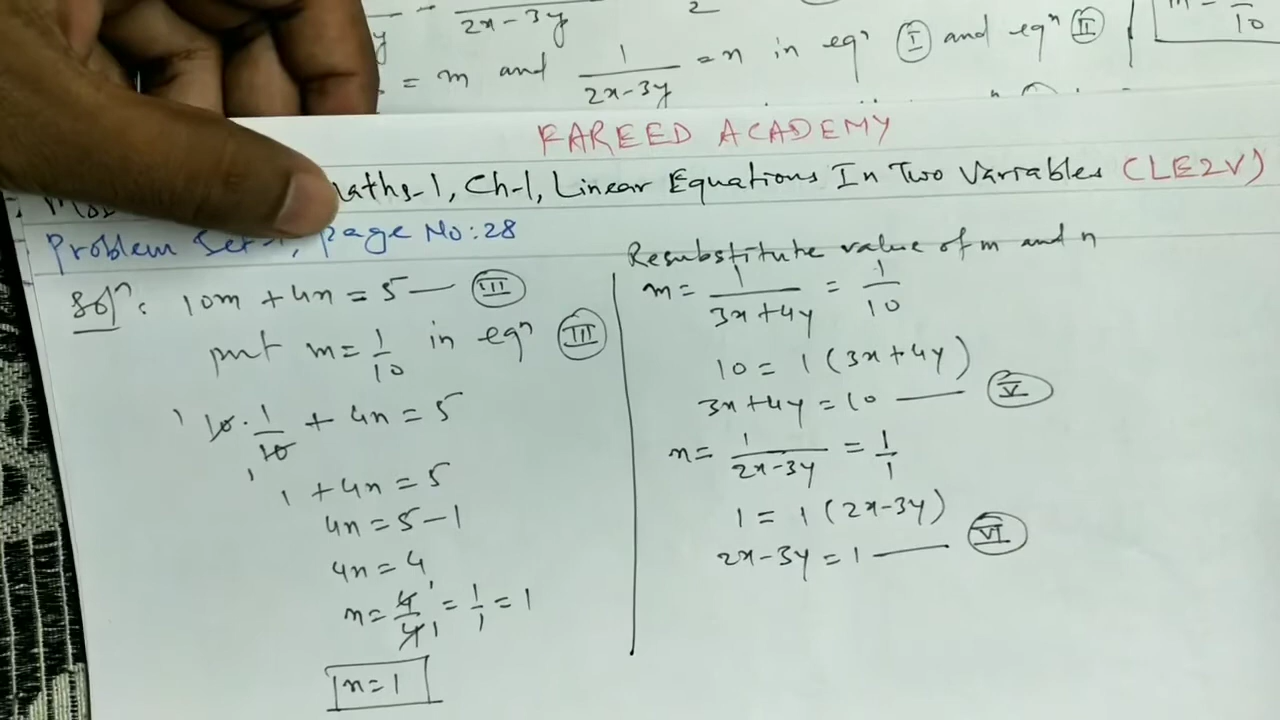 2x-3y 2
= m and 1/(2x-3y) = n in eqⁿ (I) and eqⁿ (II)
10
FAREED ACADEMY
Maths-1, Ch-1, Linear Equations In Two Variables (LE2V)
Problem Set-1, Page No:28
Solⁿ: 10m + 4n = 5 — (III)
put m = 1/10 in eqⁿ (III)
10 · 1/10 + 4n = 5
1 + 4n = 5
4n = 5 - 1
4n = 4
n = 4/4 = 1/1 = 1
n = 1
Resubstitute value of m and n
m = 1/(3x+4y) = 1/10
10 = 1 (3x+4y)
3x+4y = 10 — (V)
n = 1/(2x-3y) = 1/1
1 = 1 (2x-3y)
2x-3y = 1 — (VI)